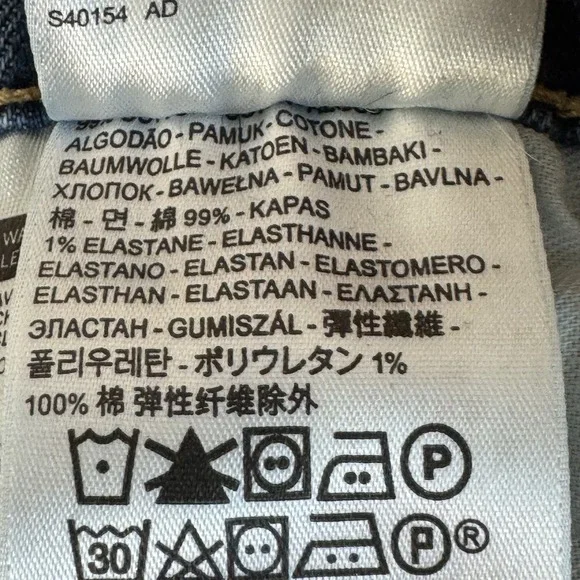 S40154 AD
ALGODÃO - PAMUK - COTONE -
BAUMWOLLE - KATOEN - BAMBAKI -
ХЛОПОК - BAWEŁNA - PAMUT - BAVLNA -
棉 - 면 - 綿 99% - KAPAS
1% ELASTANE - ELASTHANNE -
ELASTANO - ELASTAN - ELASTOMERO -
ELASTHAN - ELASTAAN - ΕΛΑΣΤΑΝΗ -
ЭЛАСТАН - GUMISZÁL - 彈性纖維 -
폴리우레탄 - ポリウレタン 1%
100% 棉 弹性纤维除外
P
30 P®